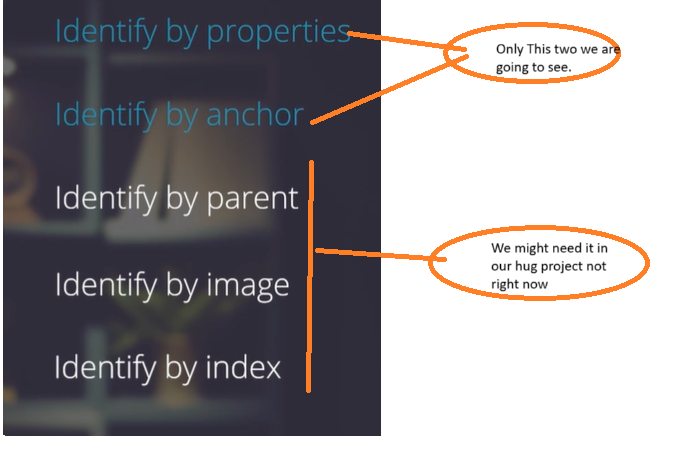 Identify by properties
Only This two we are
going to see.
Identify by anchor
Identify by parent
We might need it in
our hug project not
right now
Identify by image
Identify by index